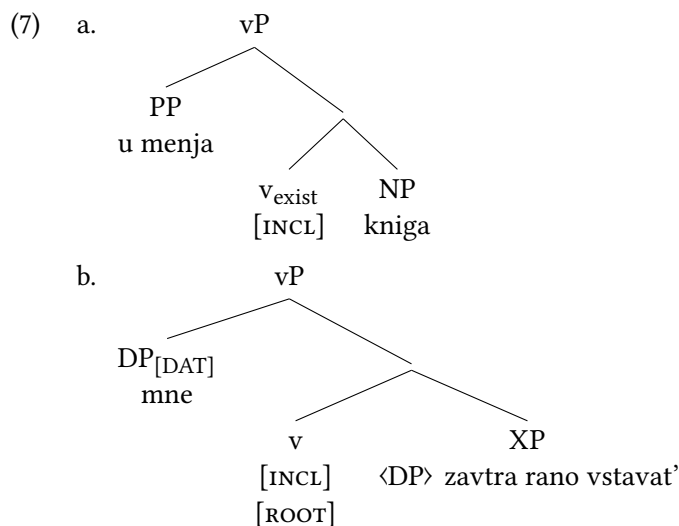 (7) a. vP
PP
u menja
v_exist NP
[INCL] kniga
b. vP
DP_[DAT]
mne
v XP
[INCL] ⟨DP⟩ zavtra rano vstavat’
[ROOT]